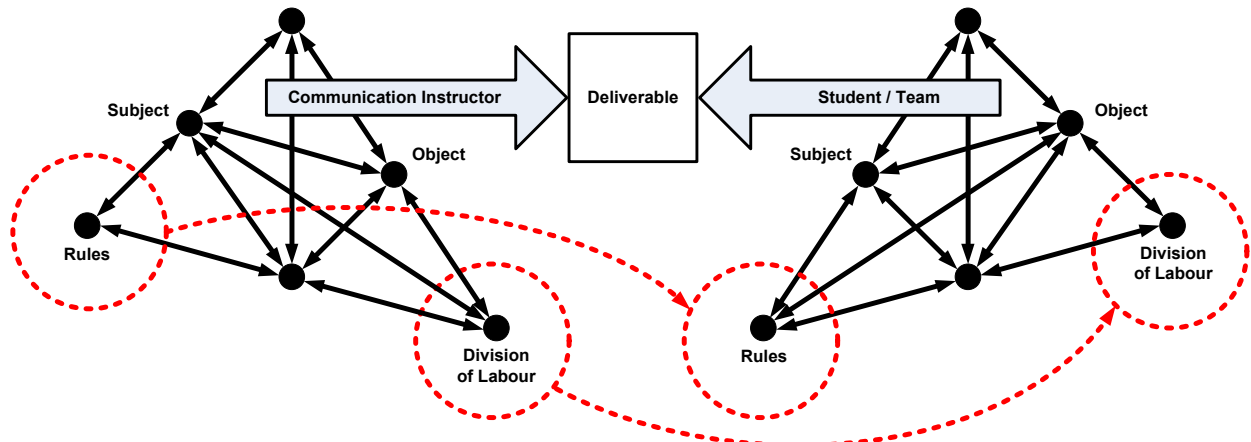 Communication Instructor
Deliverable
Student / Team
Subject
Object
Object
Subject
Rules
Division
of Labour
Division
of Labour
Rules